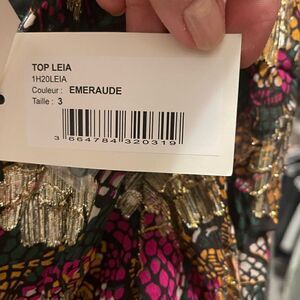 TOP LEIA
1H20LEIA
Couleur : EMERAUDE
Taille : 3
3 664784 320319